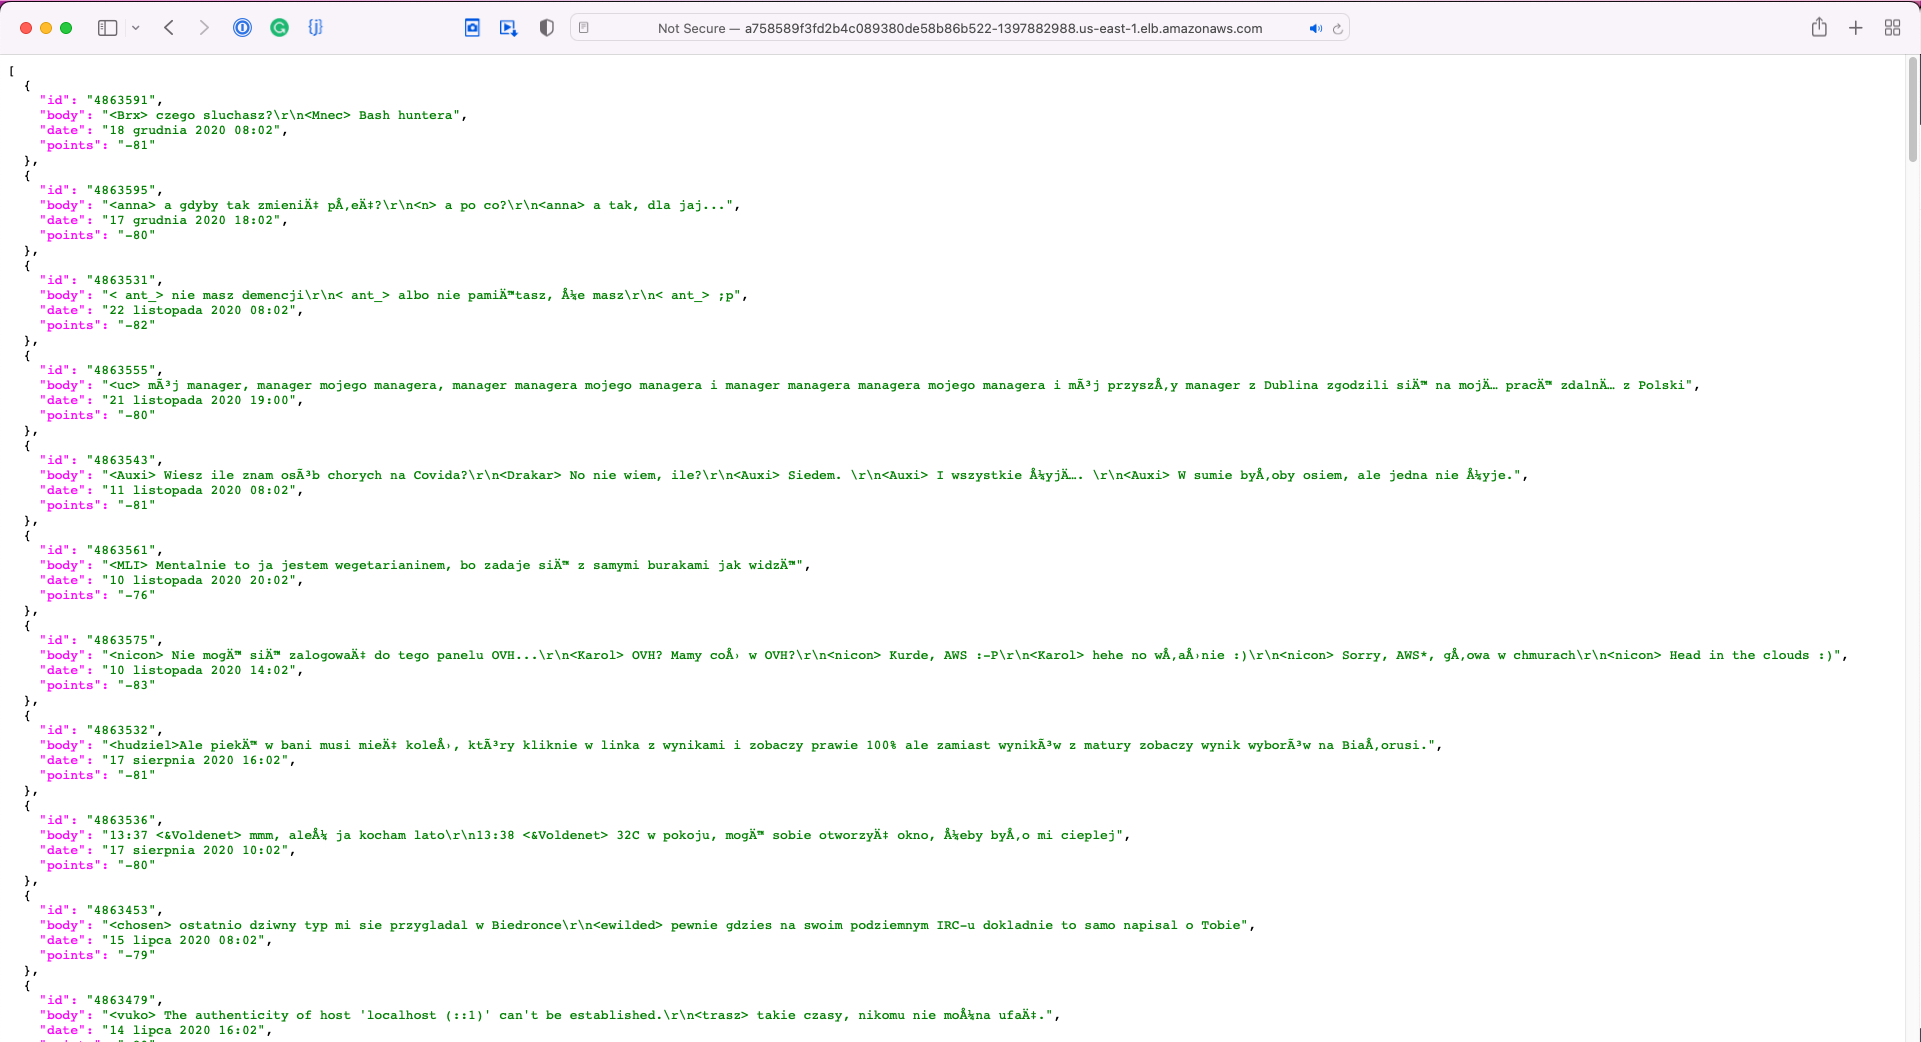 Not Secure — a758589f3fd2b4c089380de58b86b522-1397882988.us-east-1.elb.amazonaws.com
[
{
"id": "4863591",
"body": "<Brx> czego sluchasz?\r\n<Mnec> Bash huntera",
"date": "18 grudnia 2020 08:02",
"points": "-81"
},
{
"id": "4863595",
"body": "<anna> a gdyby tak zmieniÄ‡ pÅ‚eÄ‡?\r\n<n> a po co?\r\n<anna> a tak, dla jaj...",
"date": "17 grudnia 2020 18:02",
"points": "-80"
},
{
"id": "4863531",
"body": "< ant_> nie masz demencji\r\n< ant_> albo nie pamiÄ™tasz, Å¼e masz\r\n< ant_> ;p",
"date": "22 listopada 2020 08:02",
"points": "-82"
},
{
"id": "4863555",
"body": "<uc> mÃ³j manager, manager mojego managera, manager managera mojego managera i manager managera managera mojego managera i mÃ³j przyszÅ‚y manager z Dublina zgodzili siÄ™ na mojÄ… pracÄ™ zdalnÄ… z Polski",
"date": "21 listopada 2020 19:00",
"points": "-80"
},
{
"id": "4863543",
"body": "<Auxi> Wiesz ile znam osÃ³b chorych na Covida?\r\n<Drakar> No nie wiem, ile?\r\n<Auxi> Siedem. \r\n<Auxi> I wszystkie Å¼yjÄ…. \r\n<Auxi> W sumie byÅ‚oby osiem, ale jedna nie Å¼yje.",
"date": "11 listopada 2020 08:02",
"points": "-81"
},
{
"id": "4863561",
"body": "<MLI> Mentalnie to ja jestem wegetarianinem, bo zadaje siÄ™ z samymi burakami jak widzÄ™",
"date": "10 listopada 2020 20:02",
"points": "-76"
},
{
"id": "4863575",
"body": "<nicon> Nie mogÄ™ siÄ™ zalogowaÄ‡ do tego panelu OVH...\r\n<Karol> OVH? Mamy coÅ› w OVH?\r\n<nicon> Kurde, AWS :-P\r\n<Karol> hehe no wÅ‚aÅ›nie :)\r\n<nicon> Sorry, AWS*, gÅ‚owa w chmurach\r\n<nicon> Head in the clouds :)",
"date": "10 listopada 2020 14:02",
"points": "-83"
},
{
"id": "4863532",
"body": "<hudziel>Ale piekÄ™ w bani musi mieÄ‡ koleÅ›, ktÃ³ry kliknie w linka z wynikami i zobaczy prawie 100% ale zamiast wynikÃ³w z matury zobaczy wynik wyborÃ³w na BiaÅ‚orusi.",
"date": "17 sierpnia 2020 16:02",
"points": "-81"
},
{
"id": "4863536",
"body": "13:37 <&Voldenet> mmm, aleÅ¼ ja kocham lato\r\n13:38 <&Voldenet> 32C w pokoju, mogÄ™ sobie otworzyÄ‡ okno, Å¼eby byÅ‚o mi cieplej",
"date": "17 sierpnia 2020 10:02",
"points": "-80"
},
{
"id": "4863453",
"body": "<chosen> ostatnio dziwny typ mi sie przygladal w Biedronce\r\n<ewilded> pewnie gdzies na swoim podziemnym IRC-u dokladnie to samo napisal o Tobie",
"date": "15 lipca 2020 08:02",
"points": "-79"
},
{
"id": "4863479",
"body": "<vuko> The authenticity of host 'localhost (::1)' can't be established.\r\n<trasz> takie czasy, nikomu nie moÅ¼na ufaÄ‡.",
"date": "14 lipca 2020 16:02",